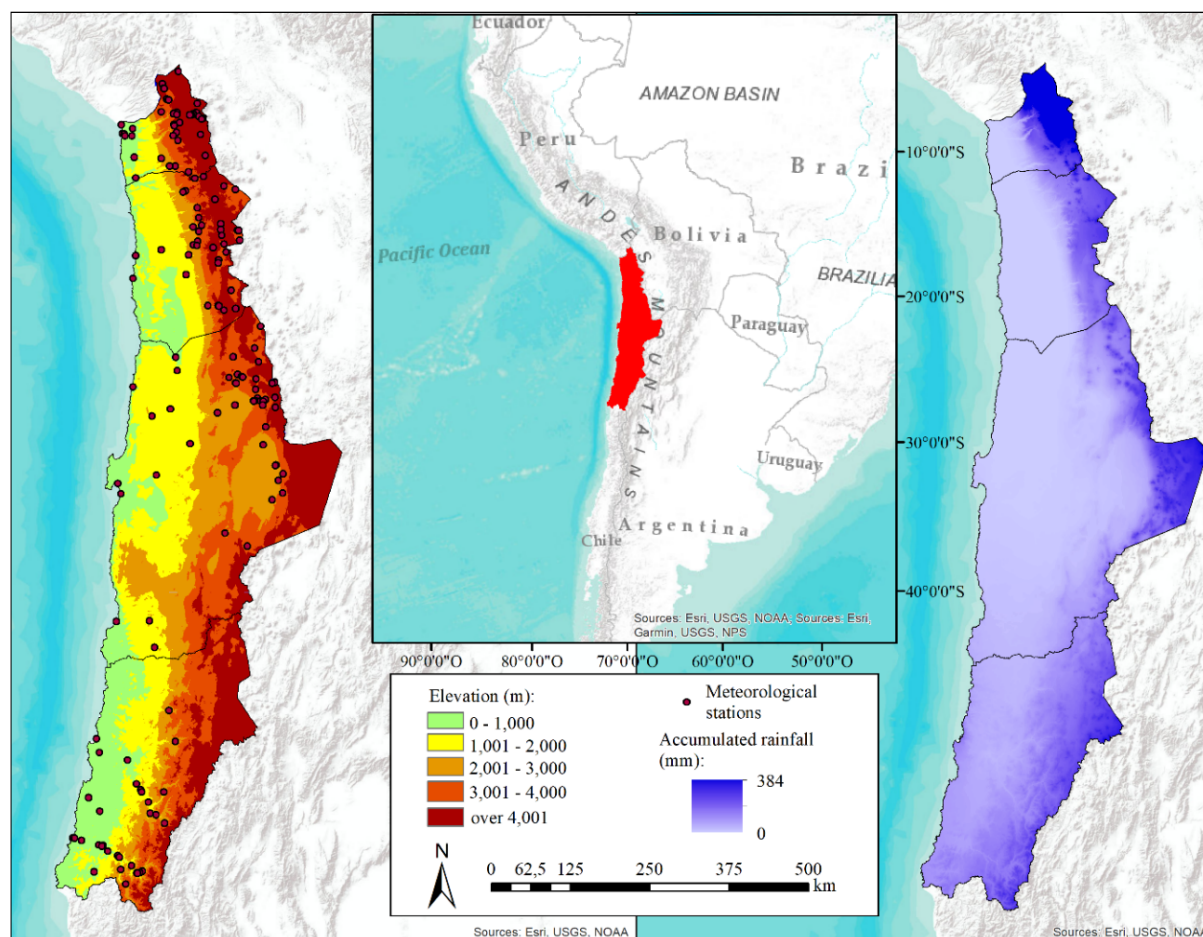 Ecuador
AMAZON BASIN
Peru
Brazi
ANDES MOUNTAINS
Bolivia
Pacific Ocean
BRAZILIA
Paraguay
Uruguay
Argentina
Chile
Sources: Esri, USGS, NOAA; Sources: Esri,
Garmin, USGS, NPS
10°0'0"S
20°0'0"S
30°0'0"S
40°0'0"S
90°0'0"O
80°0'0"O
70°0'0"O
60°0'0"O
50°0'0"O
Elevation (m):
0 - 1,000
1,001 - 2,000
2,001 - 3,000
3,001 - 4,000
over 4,001
Meteorological
stations
Accumulated rainfall
(mm):
384
0
N
0 62,5 125 250 375 500
km
Sources: Esri, USGS, NOAA
Sources: Esri, USGS, NOAA